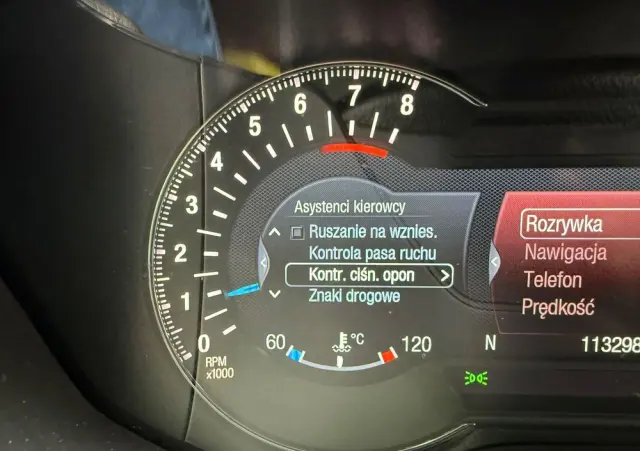 8
7
6
5
4
3
2
1
0
RPM
x1000
Asystenci kierowcy
Ruszanie na wznies.
Kontrola pasa ruchu
Kontr. ciśn. opon >
Znaki drogowe
60 °C 120
Rozrywka
Nawigacja
Telefon
Prędkość
N 113298